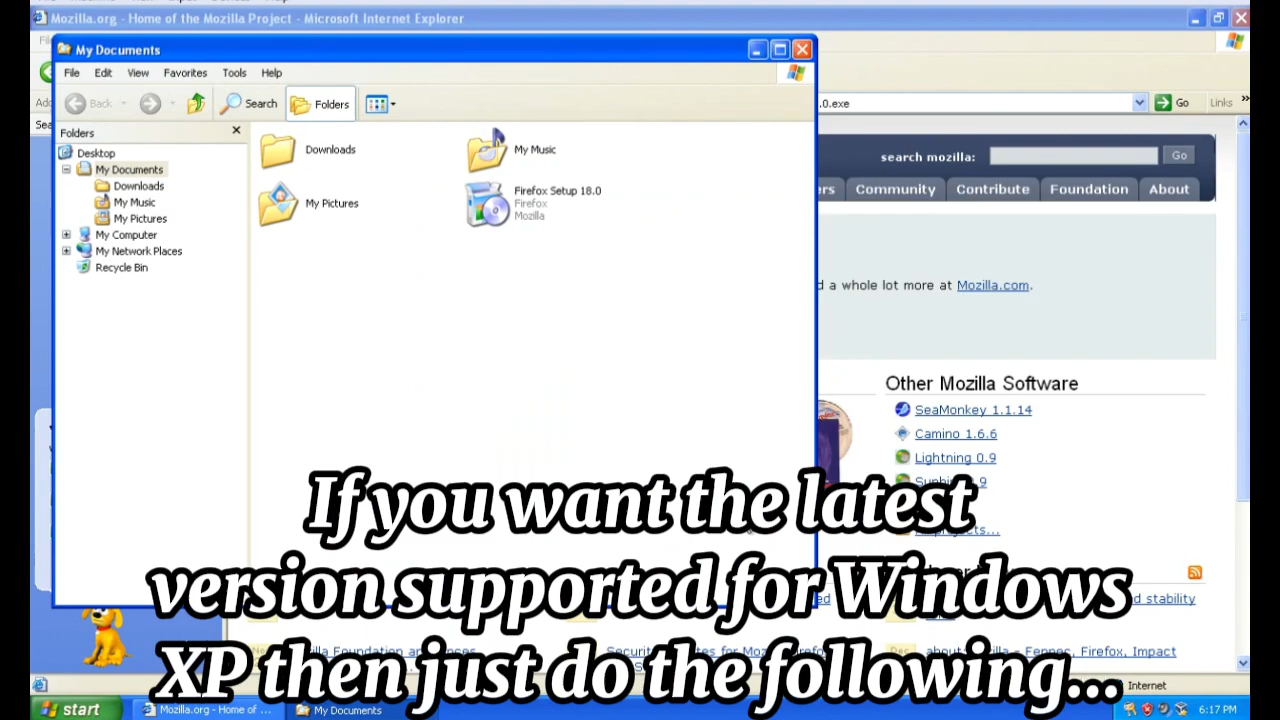 Mozilla.org - Home of the Mozilla Project - Microsoft Internet Explorer
My Documents
File Edit View Favorites Tools Help
Back Search Folders
.0.exe
Go Links »
Folders
Desktop
My Documents
Downloads
My Music
My Pictures
My Computer
My Network Places
Recycle Bin
Downloads
My Music
My Pictures
Firefox Setup 18.0
Firefox
Mozilla
search mozilla: Go
Community Contribute Foundation About
a whole lot more at Mozilla.com.
Other Mozilla Software
SeaMonkey 1.1.14
Camino 1.6.6
Lightning 0.9
If you want the latest
version supported for Windows
XP then just do the following...
about:mozilla - Fennec, Firefox, Impact
Internet
start Mozilla.org - Home of ... My Documents 6:17 PM